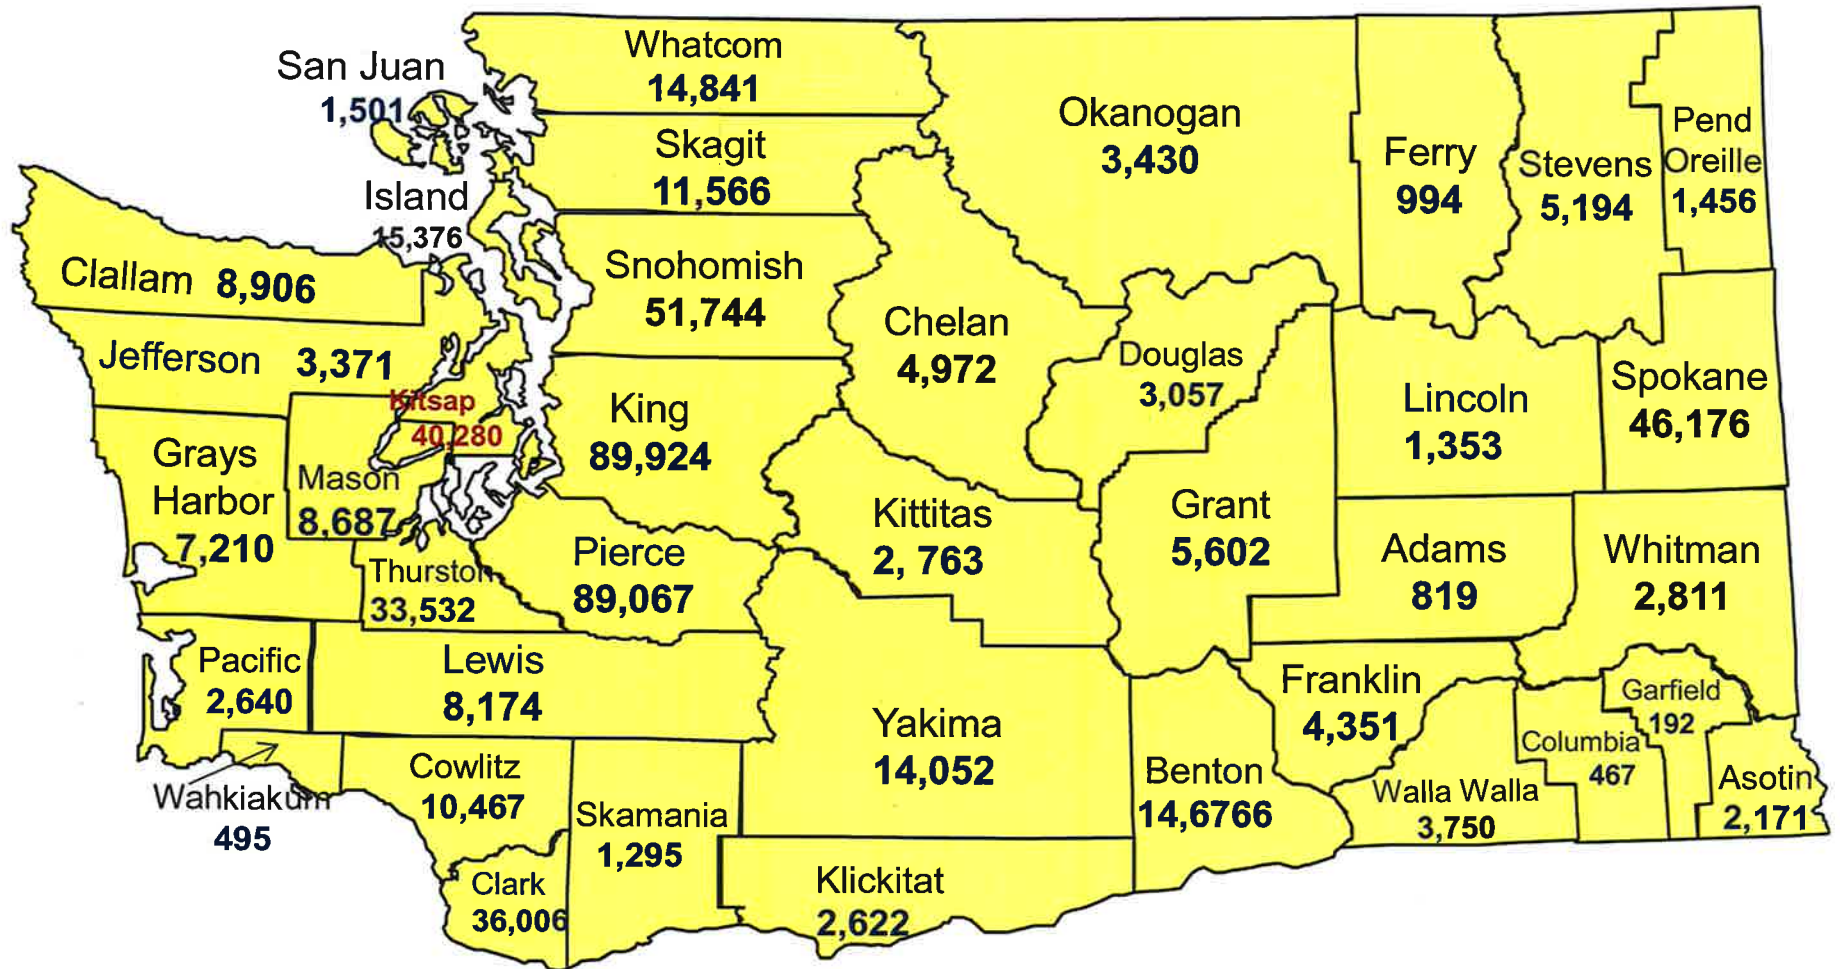 Whatcom
14,841
San Juan
1,501
Skagit
11,566
Island
15,376
Okanogan
3,430
Ferry
994
Stevens
5,194
Pend
Oreille
1,456
Clallam 8,906
Snohomish
51,744
Jefferson 3,371
Chelan
4,972
Douglas
3,057
Kitsap
40,280
King
89,924
Lincoln
1,353
Spokane
46,176
Grays
Harbor
7,210
Mason
8,687
Kittitas
2, 763
Grant
5,602
Adams
819
Whitman
2,811
Thurston
33,532
Pierce
89,067
Pacific
2,640
Lewis
8,174
Yakima
14,052
Franklin
4,351
Garfield
192
Columbia
467
Benton
14,6766
Walla Walla
3,750
Asotin
2,171
Wahkiakum
495
Cowlitz
10,467
Skamania
1,295
Clark
36,006
Klickitat
2,622